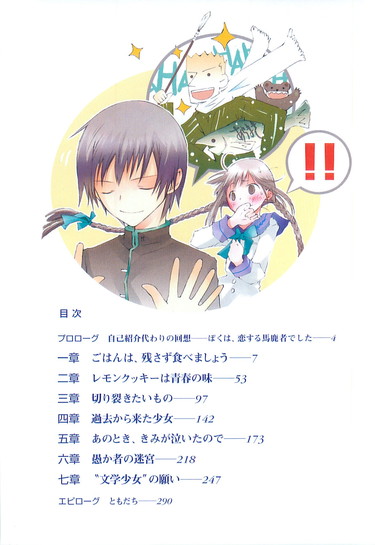 HAHA
HAHA
!!
目次
プロローグ 自己紹介代わりの回想——ぼくは、恋する馬鹿者でした——4
一章 ごはんは、残さず食べましょう——7
二章 レモンクッキーは青春の味——53
三章 切り裂きたいもの——97
四章 過去から来た少女——142
五章 あのとき、きみが泣いたので——173
六章 愚か者の迷宮——218
七章 “文学少女”の願い——247
エピローグ ともだち——290